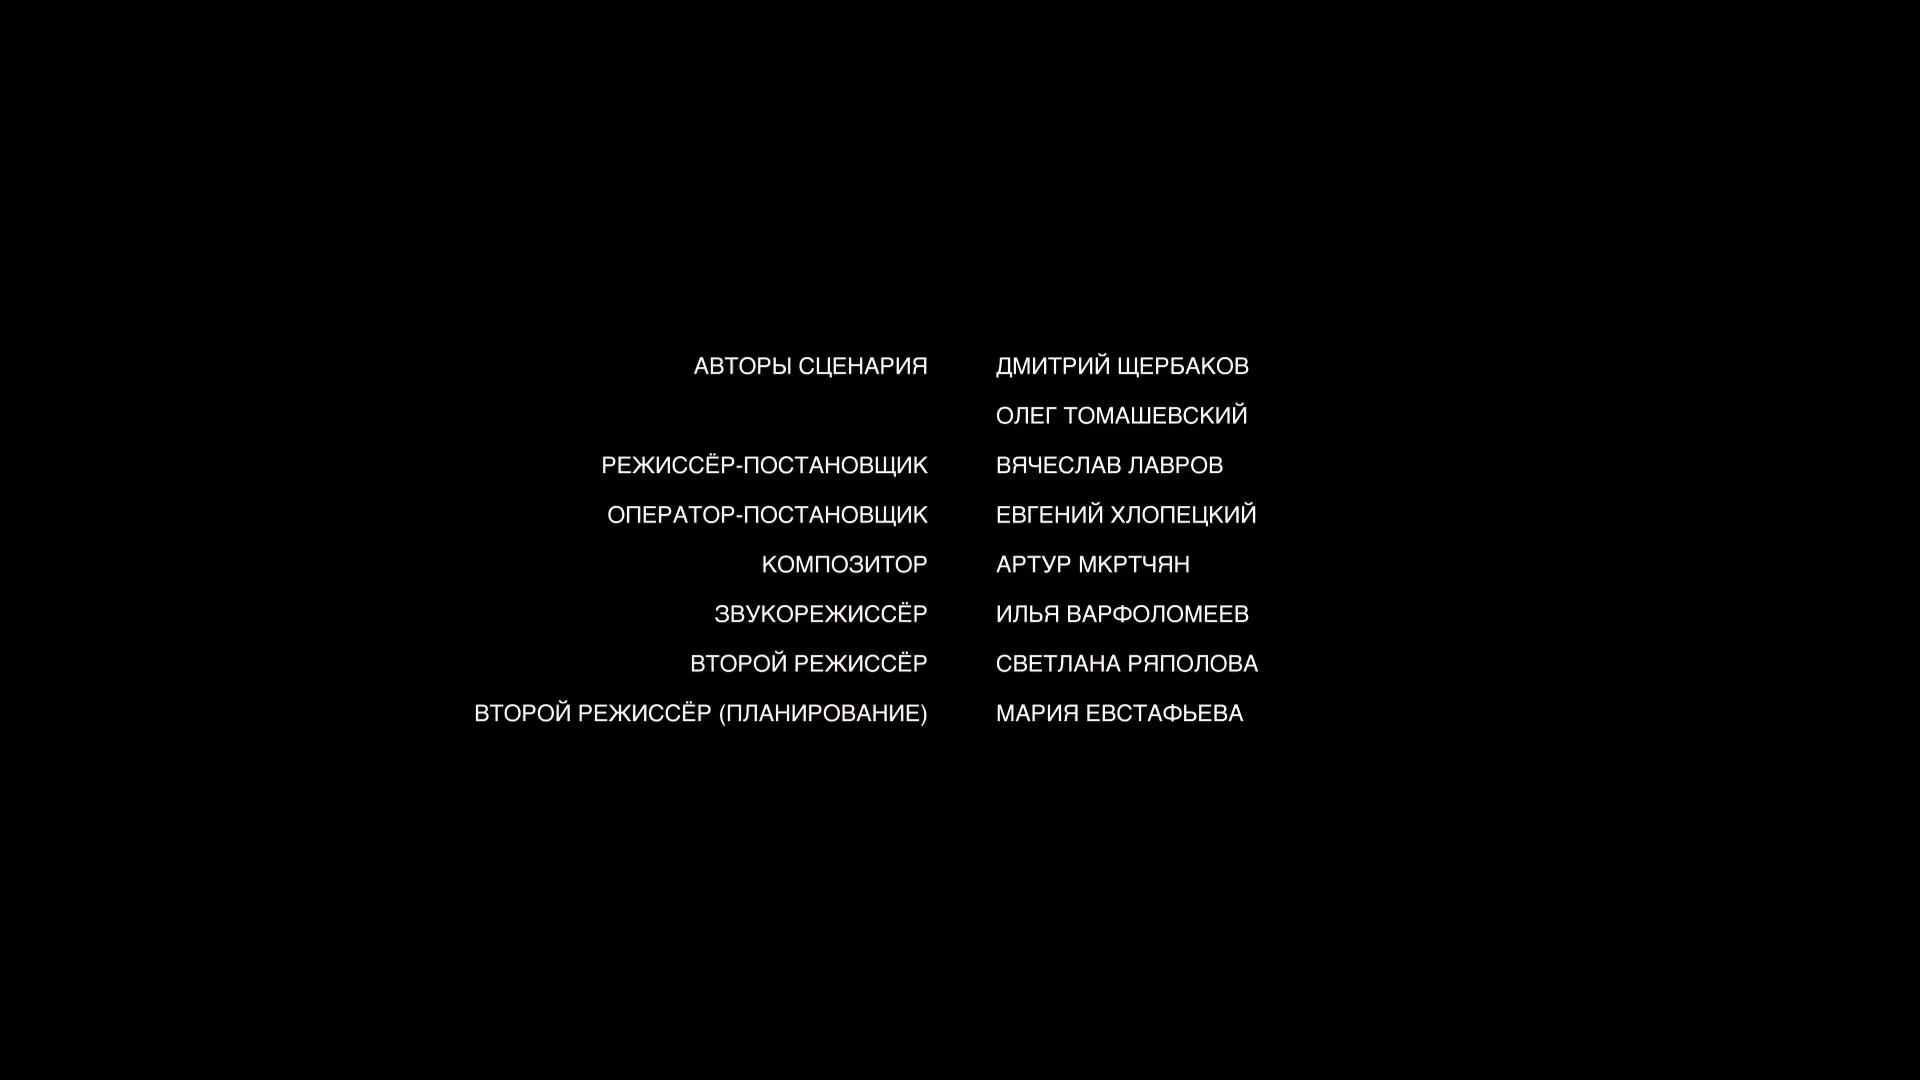 АВТОРЫ СЦЕНАРИЯ ДМИТРИЙ ЩЕРБАКОВ
ОЛЕГ ТОМАШЕВСКИЙ
РЕЖИССЁР-ПОСТАНОВЩИК ВЯЧЕСЛАВ ЛАВРОВ
ОПЕРАТОР-ПОСТАНОВЩИК ЕВГЕНИЙ ХЛОПЕЦКИЙ
КОМПОЗИТОР АРТУР МКРТЧЯН
ЗВУКОРЕЖИССЁР ИЛЬЯ ВАРФОЛОМЕЕВ
ВТОРОЙ РЕЖИССЁР СВЕТЛАНА РЯПОЛОВА
ВТОРОЙ РЕЖИССЁР (ПЛАНИРОВАНИЕ) МАРИЯ ЕВСТАФЬЕВА